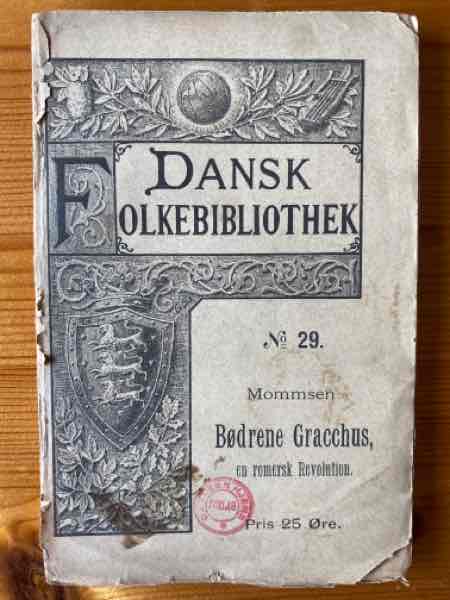 DANSK
FOLKEBIBLIOTHEK
№ 29.
Mommsen
Bødrene Gracchus,
en romersk Revolution.
Pris 25 Øre.